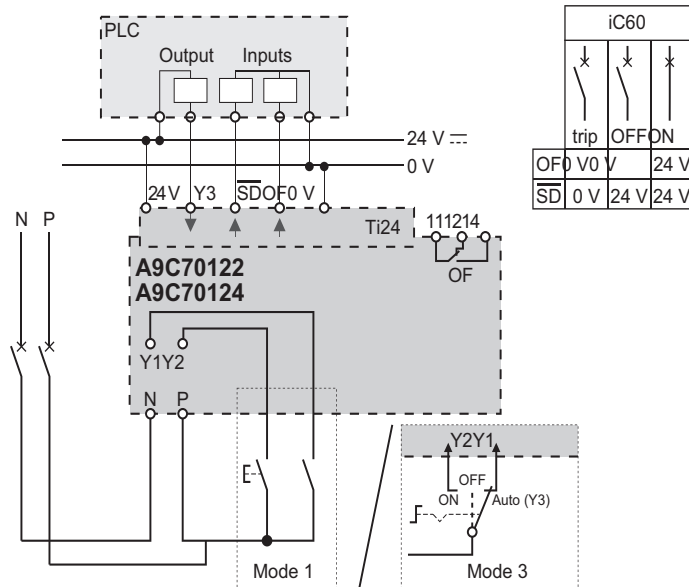 PLC
Output Inputs
24 V
0 V
24 V Y3 SD OF 0 V
Ti24
11 12 14
OF
N P
A9C70122
A9C70124
Y1 Y2
N P
Mode 1
Y2 Y1
OFF
ON
Auto (Y3)
Mode 3
iC60
trip OFF ON
OF 0 V 0 V 24 V
SD 0 V 24 V 24 V